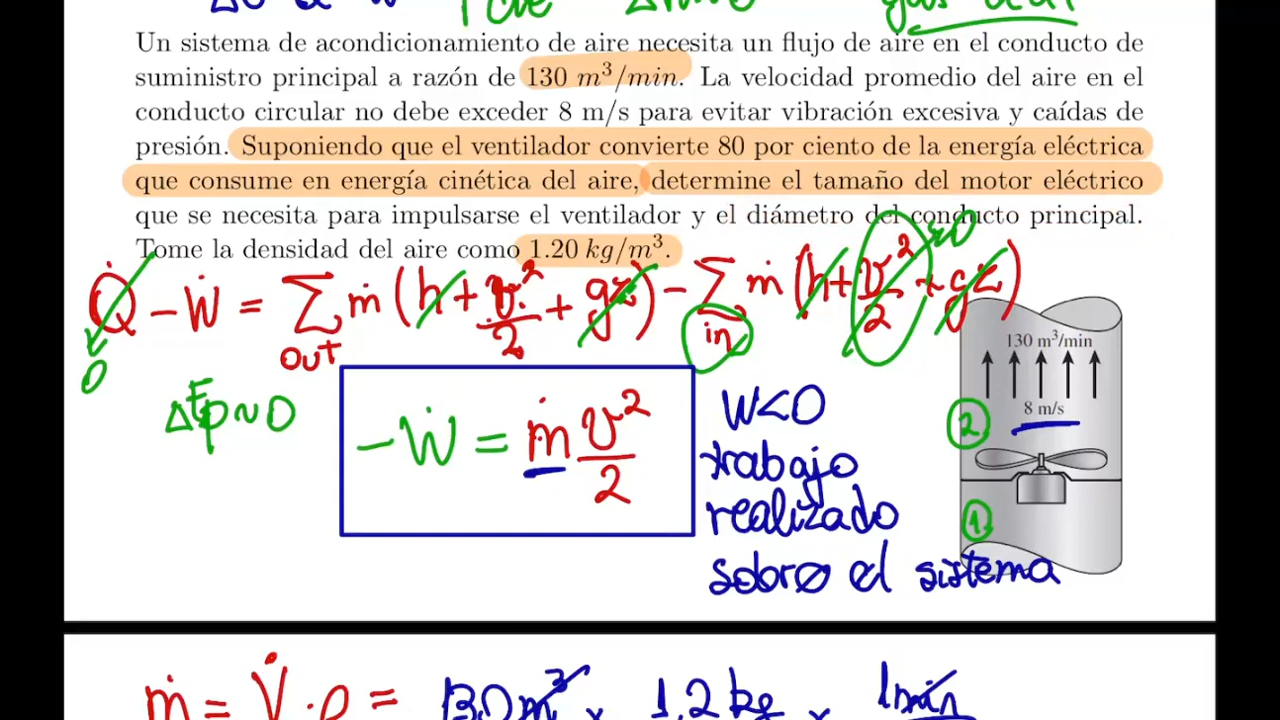 Un sistema de acondicionamiento de aire necesita un flujo de aire en el conducto de
suministro principal a razón de 130 m³/min. La velocidad promedio del aire en el
conducto circular no debe exceder 8 m/s para evitar vibración excesiva y caídas de
presión. Suponiendo que el ventilador convierte 80 por ciento de la energía eléctrica
que consume en energía cinética del aire, determine el tamaño del motor eléctrico
que se necesita para impulsarse el ventilador y el diámetro del conducto principal.
Tome la densidad del aire como 1.20 kg/m³.
Q̇ - Ẇ = ∑ ṁ (h + v²/2 + gz) - ∑ ṁ (h + v²/2 + gz) ≈0
out in
0
130 m³/min
8 m/s
ΔEp~0
-Ẇ = ṁ v²/2
W<0
trabajo
realizado
sobre el sistema
2
1
ṁ = V̇ · ρ = 130m³ × 1,2 kg × 1min